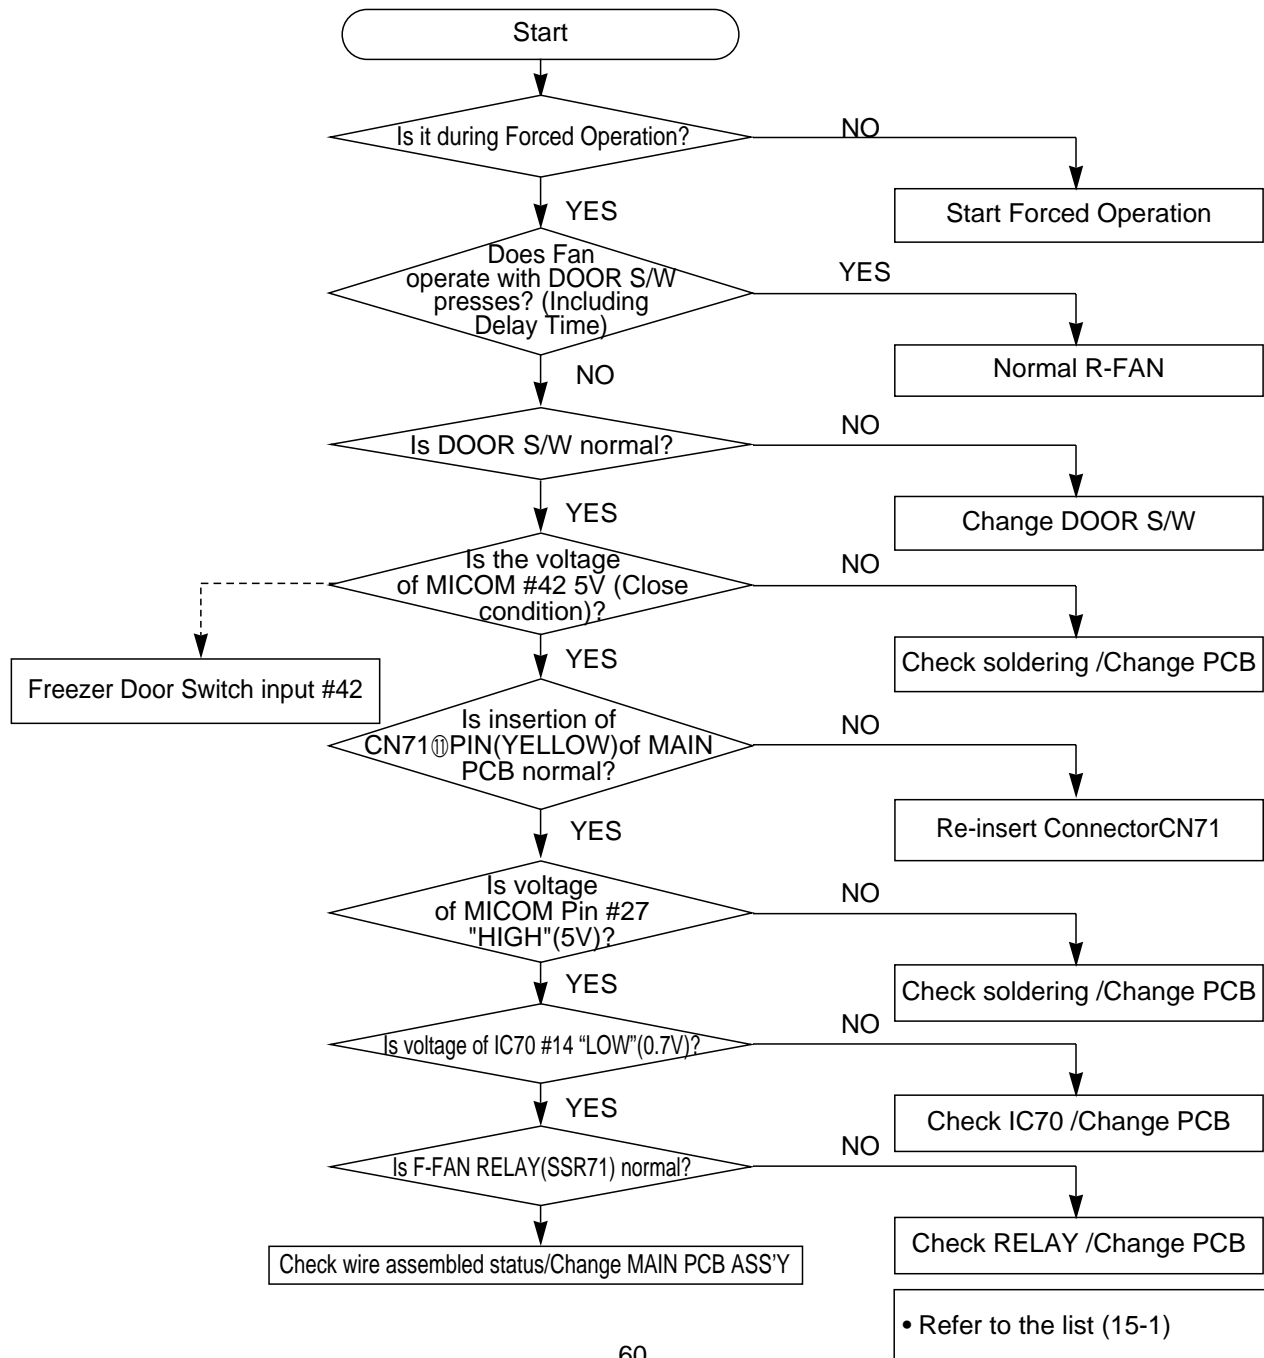 Start
Is it during Forced Operation?
NO
Start Forced Operation
YES
Does Fan
operate with DOOR S/W
presses? (Including
Delay Time)
YES
Normal R-FAN
NO
Is DOOR S/W normal?
NO
Change DOOR S/W
YES
Is the voltage
of MICOM #42 5V (Close
condition)?
NO
Check soldering /Change PCB
Freezer Door Switch input #42
YES
Is insertion of
CN71⑪PIN(YELLOW)of MAIN
PCB normal?
NO
Re-insert ConnectorCN71
YES
Is voltage
of MICOM Pin #27
"HIGH"(5V)?
NO
Check soldering /Change PCB
YES
Is voltage of IC70 #14 “LOW”(0.7V)?
NO
Check IC70 /Change PCB
YES
Is F-FAN RELAY(SSR71) normal?
NO
Check RELAY /Change PCB
Check wire assembled status/Change MAIN PCB ASS’Y
• Refer to the list (15-1)
60